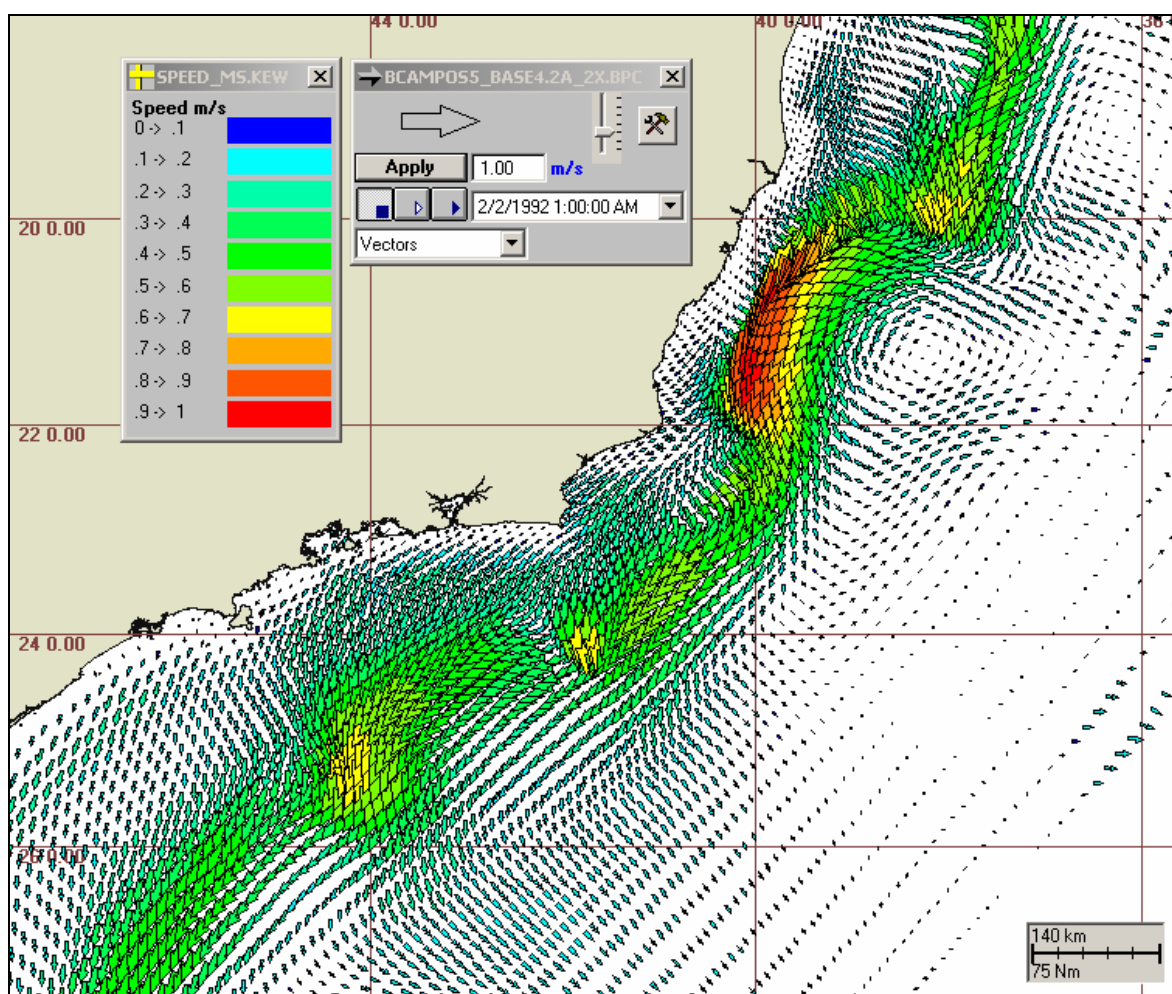 44 0.00
40 0.00
SPEED_MS.KEW
Speed m/s
0-> .1
.1-> .2
.2-> .3
.3-> .4
.4-> .5
.5-> .6
.6-> .7
.7-> .8
.8-> .9
.9-> 1
BCAMPOS5_BASE4.2A_2X.BPC
Apply
1.00
m/s
2/2/1992 1:00:00 AM
Vectors
20 0.00
22 0.00
24 0.00
26 0.00
140 km
75 Nm